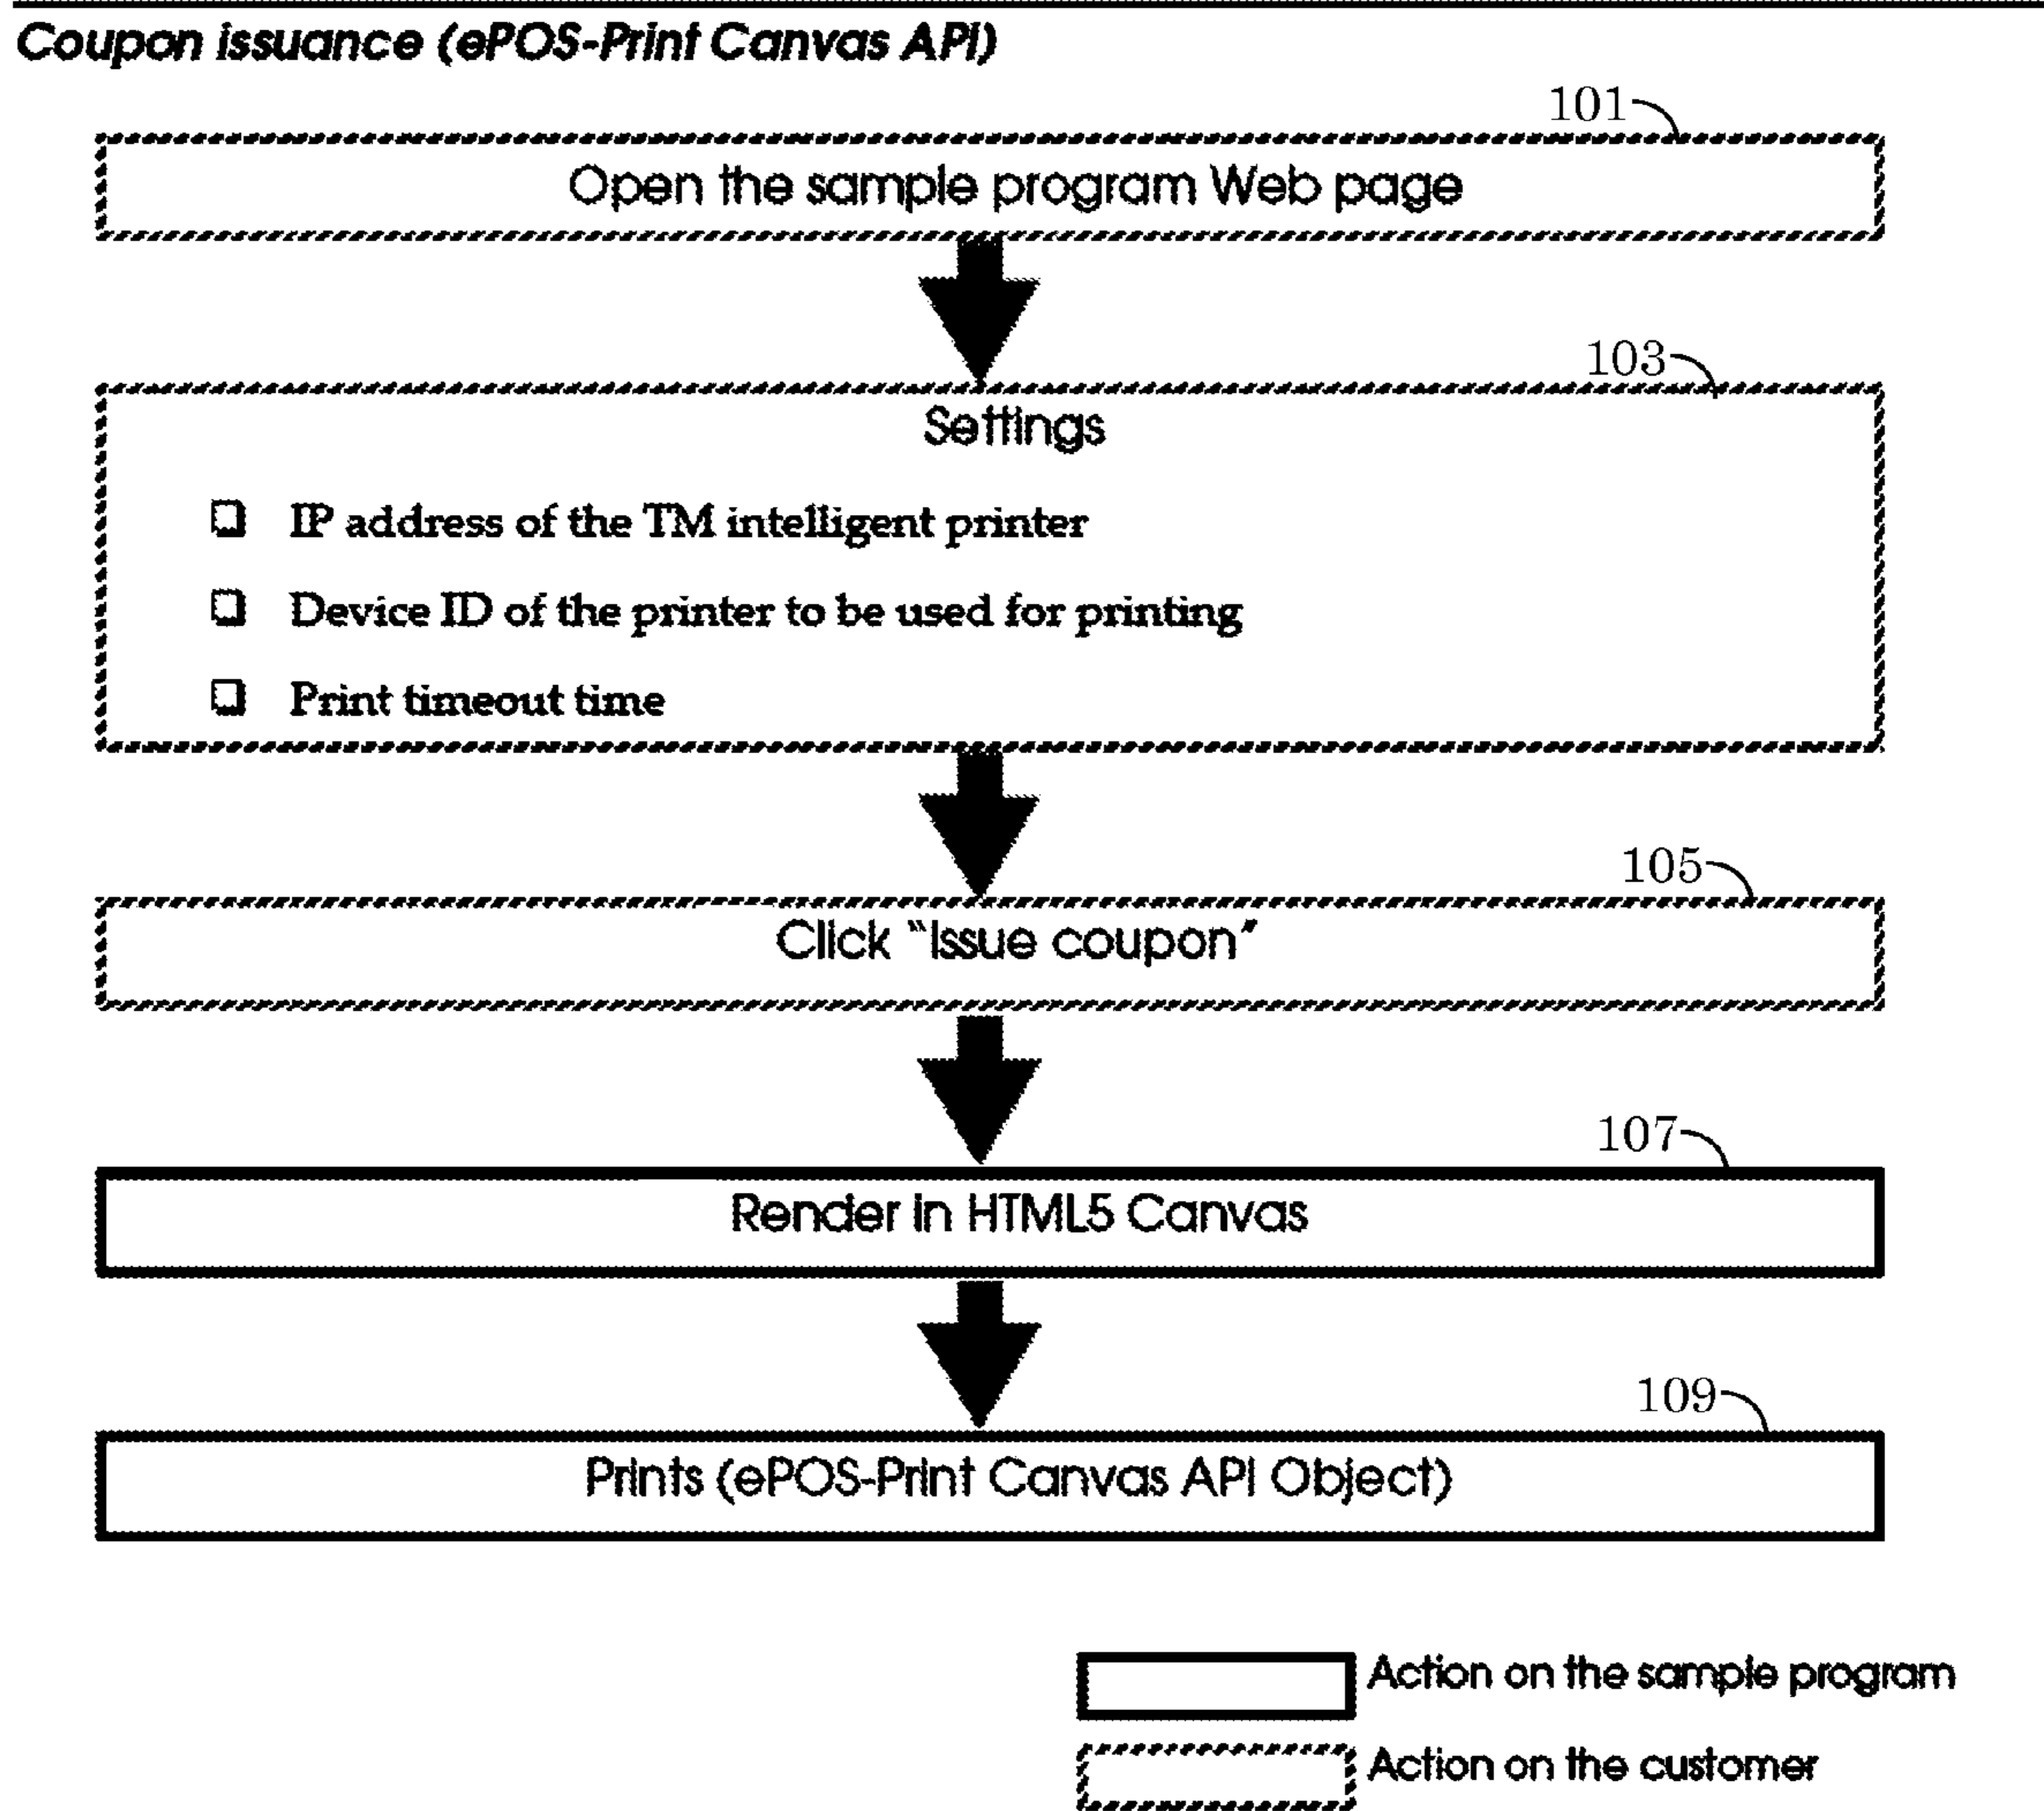 Coupon issuance (ePOS-Print Canvas API)
101
Open the sample program Web page
103
Settings
IP address of the TM intelligent printer
Device ID of the printer to be used for printing
Print timeout time
105
Click "Issue coupon"
107
Render in HTML5 Canvas
109
Prints (ePOS-Print Canvas API Object)
Action on the sample program
Action on the customer